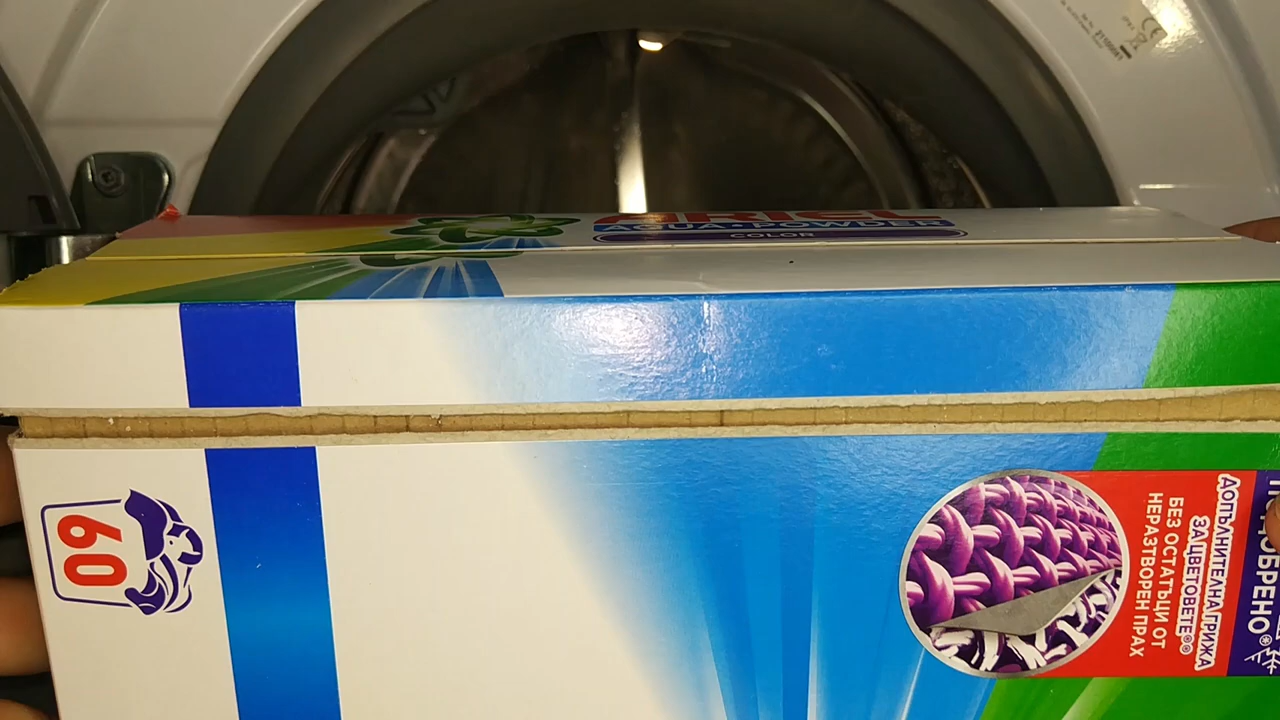 ARIEL
AQUA•POWDER
COLOR
60
ДОПЪЛНИТЕЛНА ГРИЖА
ЗА ЦВЕТОВЕТЕ
БЕЗ ОСТАТЪЦИ ОТ
НЕРАЗТВОРЕН ПРАХ